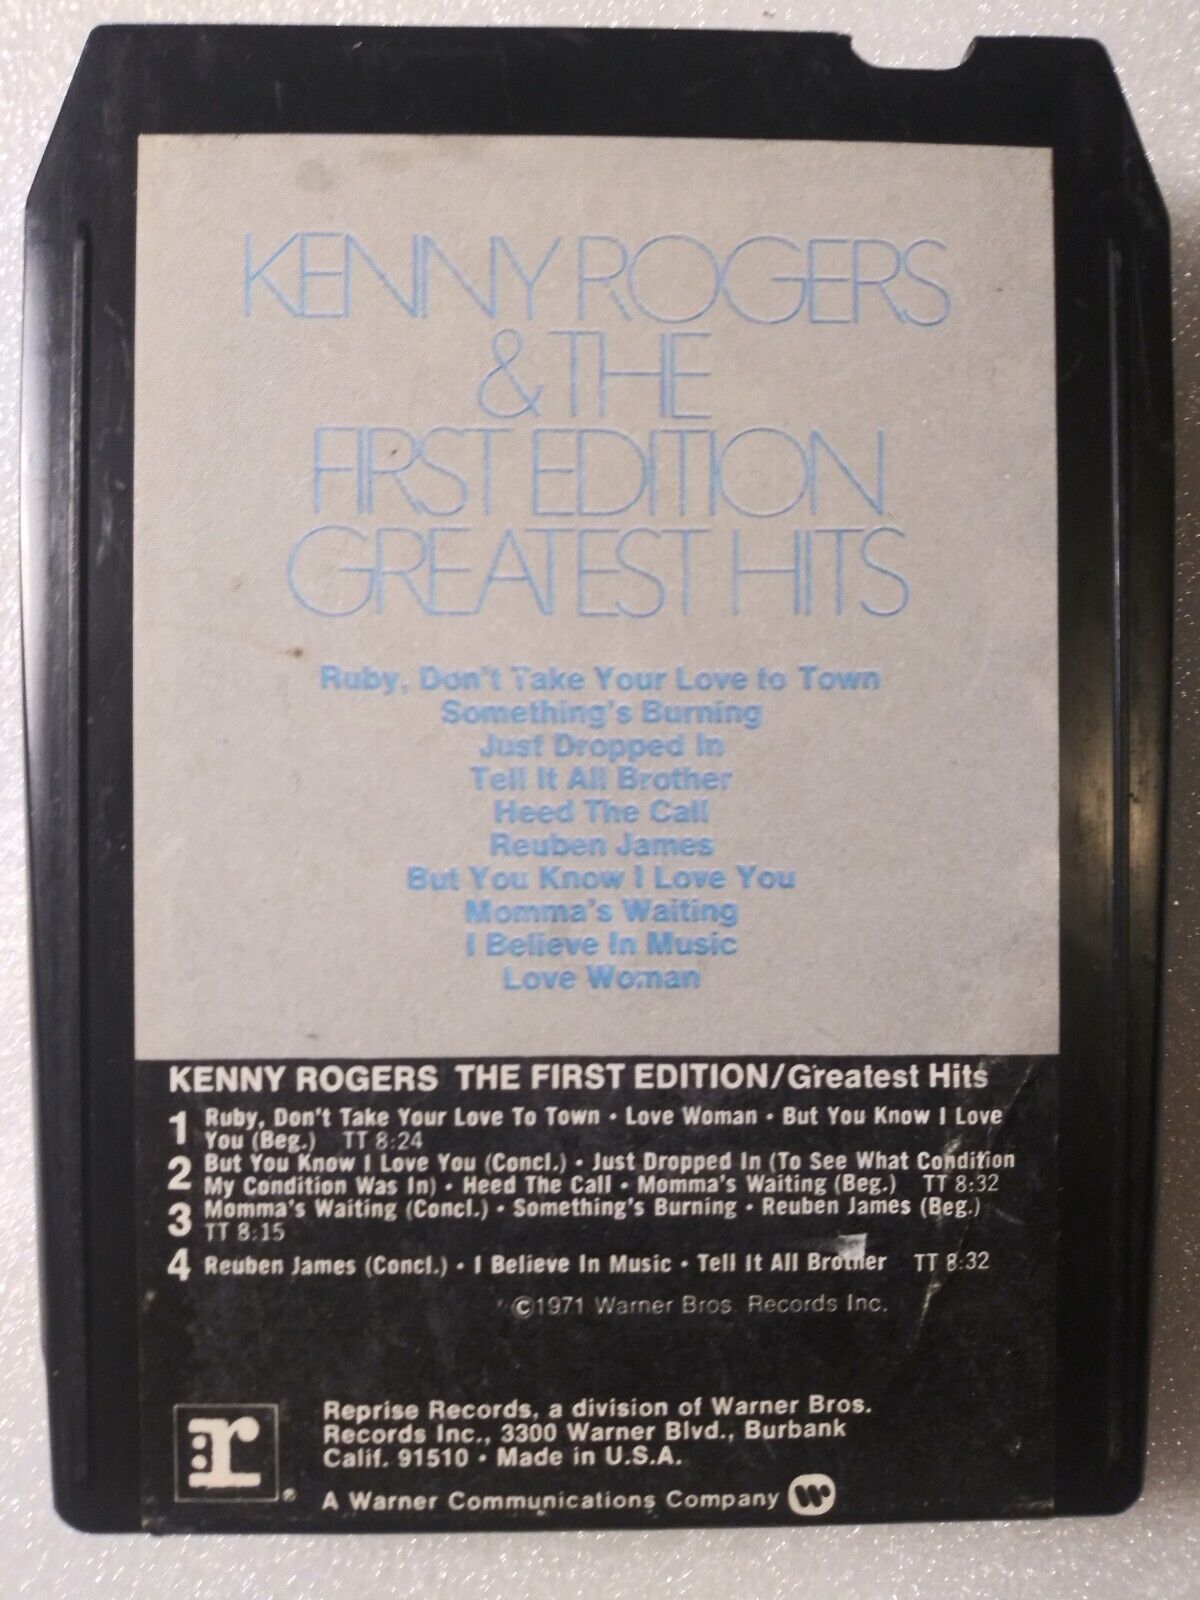 KENNY ROGERS
& THE
FIRST EDITION
GREATEST HITS
Ruby, Don't Take Your Love to Town
Something's Burning
Just Dropped In
Tell It All Brother
Heed The Call
Reuben James
But You Know I Love You
Momma's Waiting
I Believe In Music
Love Woman
KENNY ROGERS THE FIRST EDITION/Greatest Hits
1 Ruby, Don't Take Your Love To Town • Love Woman • But You Know I Love
You (Beg.) TT 8:24
2 But You Know I Love You (Concl.) • Just Dropped In (To See What Condition
My Condition Was In) • Heed The Call • Momma's Waiting (Beg.) TT 8:32
3 Momma's Waiting (Concl.) • Something's Burning • Reuben James (Beg.)
TT 8:15
4 Reuben James (Concl.) • I Believe In Music • Tell It All Brother TT 8:32
©1971 Warner Bros. Records Inc.
:r ®
Reprise Records, a division of Warner Bros.
Records Inc., 3300 Warner Blvd., Burbank
Calif. 91510 • Made in U.S.A.
A Warner Communications Company